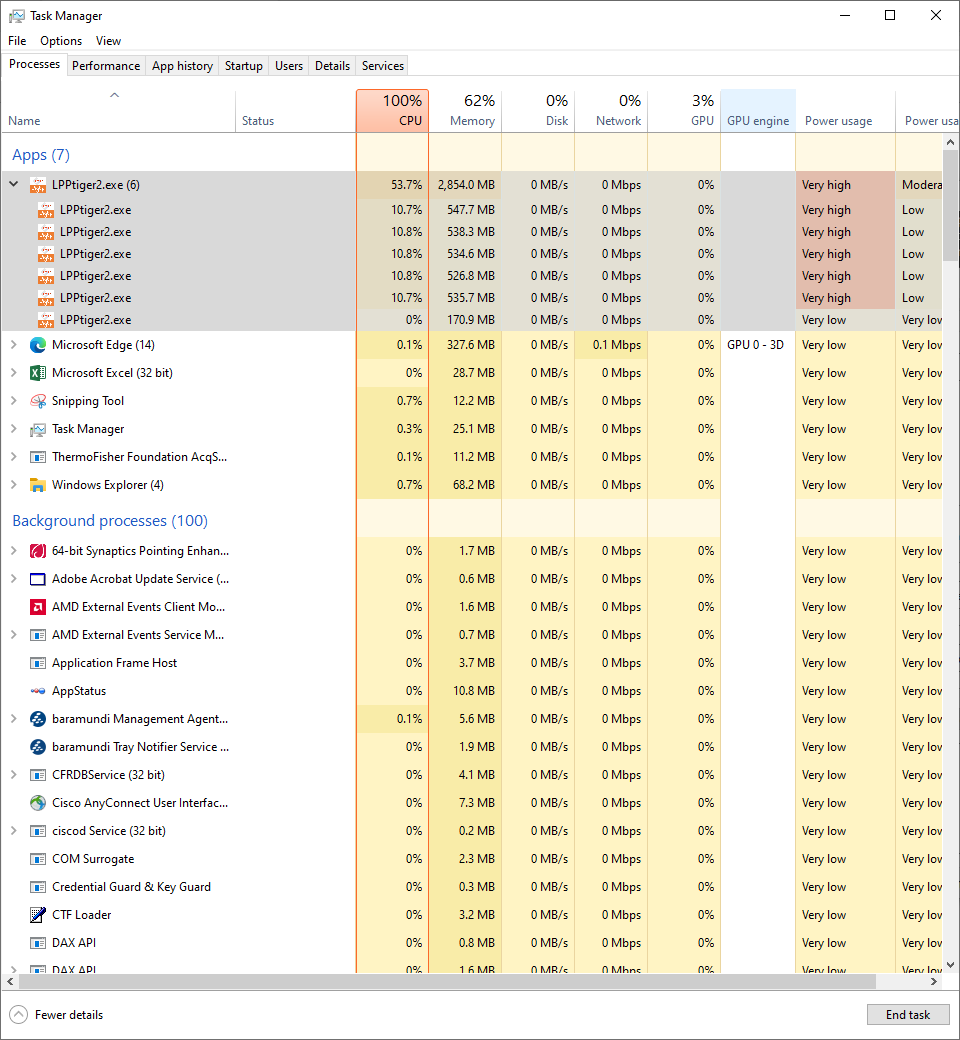 Task Manager
File Options View
Processes Performance App history Startup Users Details Services
100% 62% 0% 0% 3%
Name Status CPU Memory Disk Network GPU GPU engine Power usage Power usa
Apps (7)
LPPtiger2.exe (6) 53.7% 2,854.0 MB 0 MB/s 0 Mbps 0% Very high Modera
LPPtiger2.exe 10.7% 547.7 MB 0 MB/s 0 Mbps 0% Very high Low
LPPtiger2.exe 10.8% 538.3 MB 0 MB/s 0 Mbps 0% Very high Low
LPPtiger2.exe 10.8% 534.6 MB 0 MB/s 0 Mbps 0% Very high Low
LPPtiger2.exe 10.8% 526.8 MB 0 MB/s 0 Mbps 0% Very high Low
LPPtiger2.exe 10.7% 535.7 MB 0 MB/s 0 Mbps 0% Very high Low
LPPtiger2.exe 0% 170.9 MB 0 MB/s 0 Mbps 0% Very low Very low
Microsoft Edge (14) 0.1% 327.6 MB 0 MB/s 0.1 Mbps 0% GPU 0 - 3D Very low Very low
Microsoft Excel (32 bit) 0% 28.7 MB 0 MB/s 0 Mbps 0% Very low Very low
Snipping Tool 0.7% 12.2 MB 0 MB/s 0 Mbps 0% Very low Very low
Task Manager 0.3% 25.1 MB 0 MB/s 0 Mbps 0% Very low Very low
ThermoFisher Foundation AcqS... 0.1% 11.2 MB 0 MB/s 0 Mbps 0% Very low Very low
Windows Explorer (4) 0.7% 68.2 MB 0 MB/s 0 Mbps 0% Very low Very low
Background processes (100)
64-bit Synaptics Pointing Enhan... 0% 1.7 MB 0 MB/s 0 Mbps 0% Very low Very low
Adobe Acrobat Update Service (... 0% 0.6 MB 0 MB/s 0 Mbps 0% Very low Very low
AMD External Events Client Mo... 0% 1.6 MB 0 MB/s 0 Mbps 0% Very low Very low
AMD External Events Service M... 0% 0.7 MB 0 MB/s 0 Mbps 0% Very low Very low
Application Frame Host 0% 3.7 MB 0 MB/s 0 Mbps 0% Very low Very low
AppStatus 0% 10.8 MB 0 MB/s 0 Mbps 0% Very low Very low
baramundi Management Agent... 0.1% 5.6 MB 0 MB/s 0 Mbps 0% Very low Very low
baramundi Tray Notifier Service ... 0% 1.9 MB 0 MB/s 0 Mbps 0% Very low Very low
CFRDBService (32 bit) 0% 4.1 MB 0 MB/s 0 Mbps 0% Very low Very low
Cisco AnyConnect User Interfac... 0% 7.3 MB 0 MB/s 0 Mbps 0% Very low Very low
ciscod Service (32 bit) 0% 0.2 MB 0 MB/s 0 Mbps 0% Very low Very low
COM Surrogate 0% 2.3 MB 0 MB/s 0 Mbps 0% Very low Very low
Credential Guard & Key Guard 0% 0.3 MB 0 MB/s 0 Mbps 0% Very low Very low
CTF Loader 0% 3.2 MB 0 MB/s 0 Mbps 0% Very low Very low
DAX API 0% 0.8 MB 0 MB/s 0 Mbps 0% Very low Very low
DAX API 0% 1.6 MB 0 MB/s 0 Mbps 0% Very low Very low
Fewer details End task